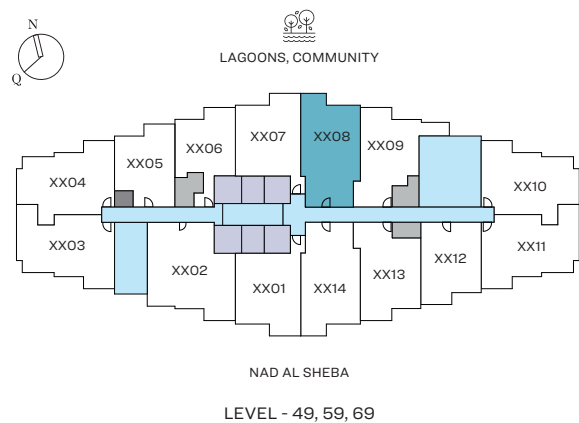 N
Q
LAGOONS, COMMUNITY
XX07
XX08
XX06
XX09
XX05
XX04
XX10
XX03
XX11
XX02
XX12
XX13
XX01
XX14
NAD AL SHEBA
LEVEL - 49, 59, 69